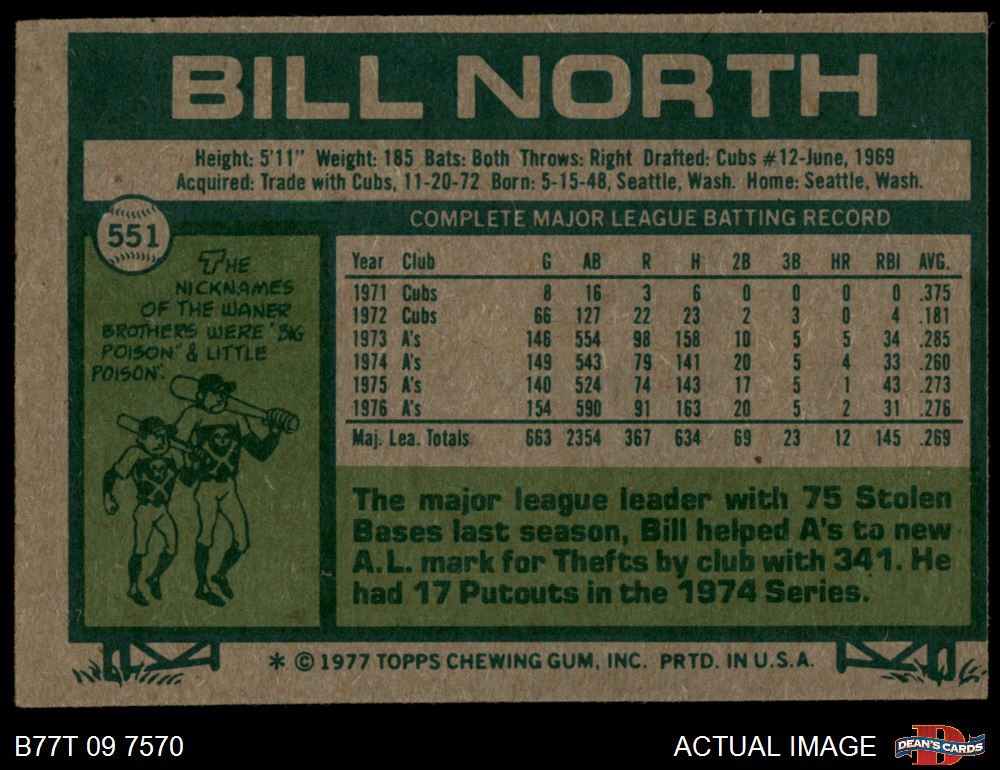 BILL NORTH
Height: 5'11" Weight: 185 Bats: Both Throws: Right Drafted: Cubs #12-June, 1969
Acquired: Trade with Cubs, 11-20-72 Born: 5-15-48, Seattle, Wash. Home: Seattle, Wash.
551
THE
NICKNAMES
OF THE WANER
BROTHERS WERE "BIG
POISON" & LITTLE
POISON".
COMPLETE MAJOR LEAGUE BATTING RECORD
Year Club G AB R H 2B 3B HR RBI AVG.
1971 Cubs 8 16 3 6 0 0 0 0 .375
1972 Cubs 66 127 22 23 2 3 0 4 .181
1973 A's 146 554 98 158 10 5 5 34 .285
1974 A's 149 543 79 141 20 5 4 33 .260
1975 A's 140 524 74 143 17 5 1 43 .273
1976 A's 154 590 91 163 20 5 2 31 .276
Maj. Lea. Totals 663 2354 367 634 69 23 12 145 .269
The major league leader with 75 Stolen
Bases last season, Bill helped A's to new
A.L. mark for Thefts by club with 341. He
had 17 Putouts in the 1974 Series.
* © 1977 TOPPS CHEWING GUM, INC. PRTD. IN U.S.A.
B77T 09 7570
ACTUAL IMAGE
D
DEAN'S CARDS